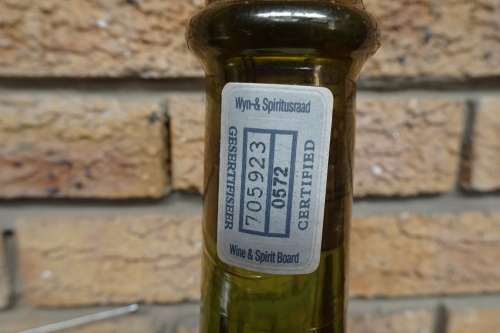 Wyn-& Spiritusraad
GESERTIFISEER
705923
0572
CERTIFIED
Wine & Spirit Board